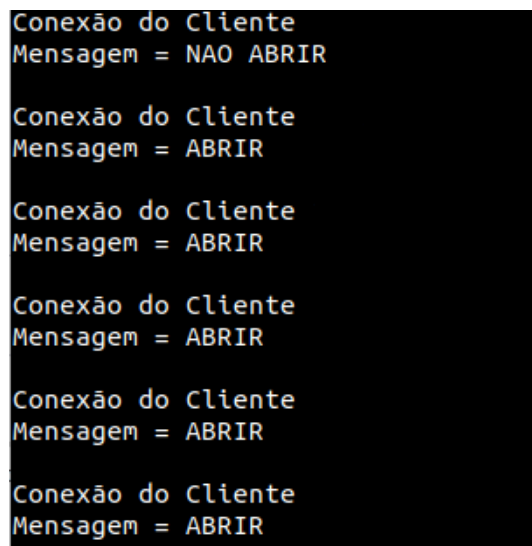 Conexão do Cliente
Mensagem = NAO ABRIR
Conexão do Cliente
Mensagem = ABRIR
Conexão do Cliente
Mensagem = ABRIR
Conexão do Cliente
Mensagem = ABRIR
Conexão do Cliente
Mensagem = ABRIR
Conexão do Cliente
Mensagem = ABRIR